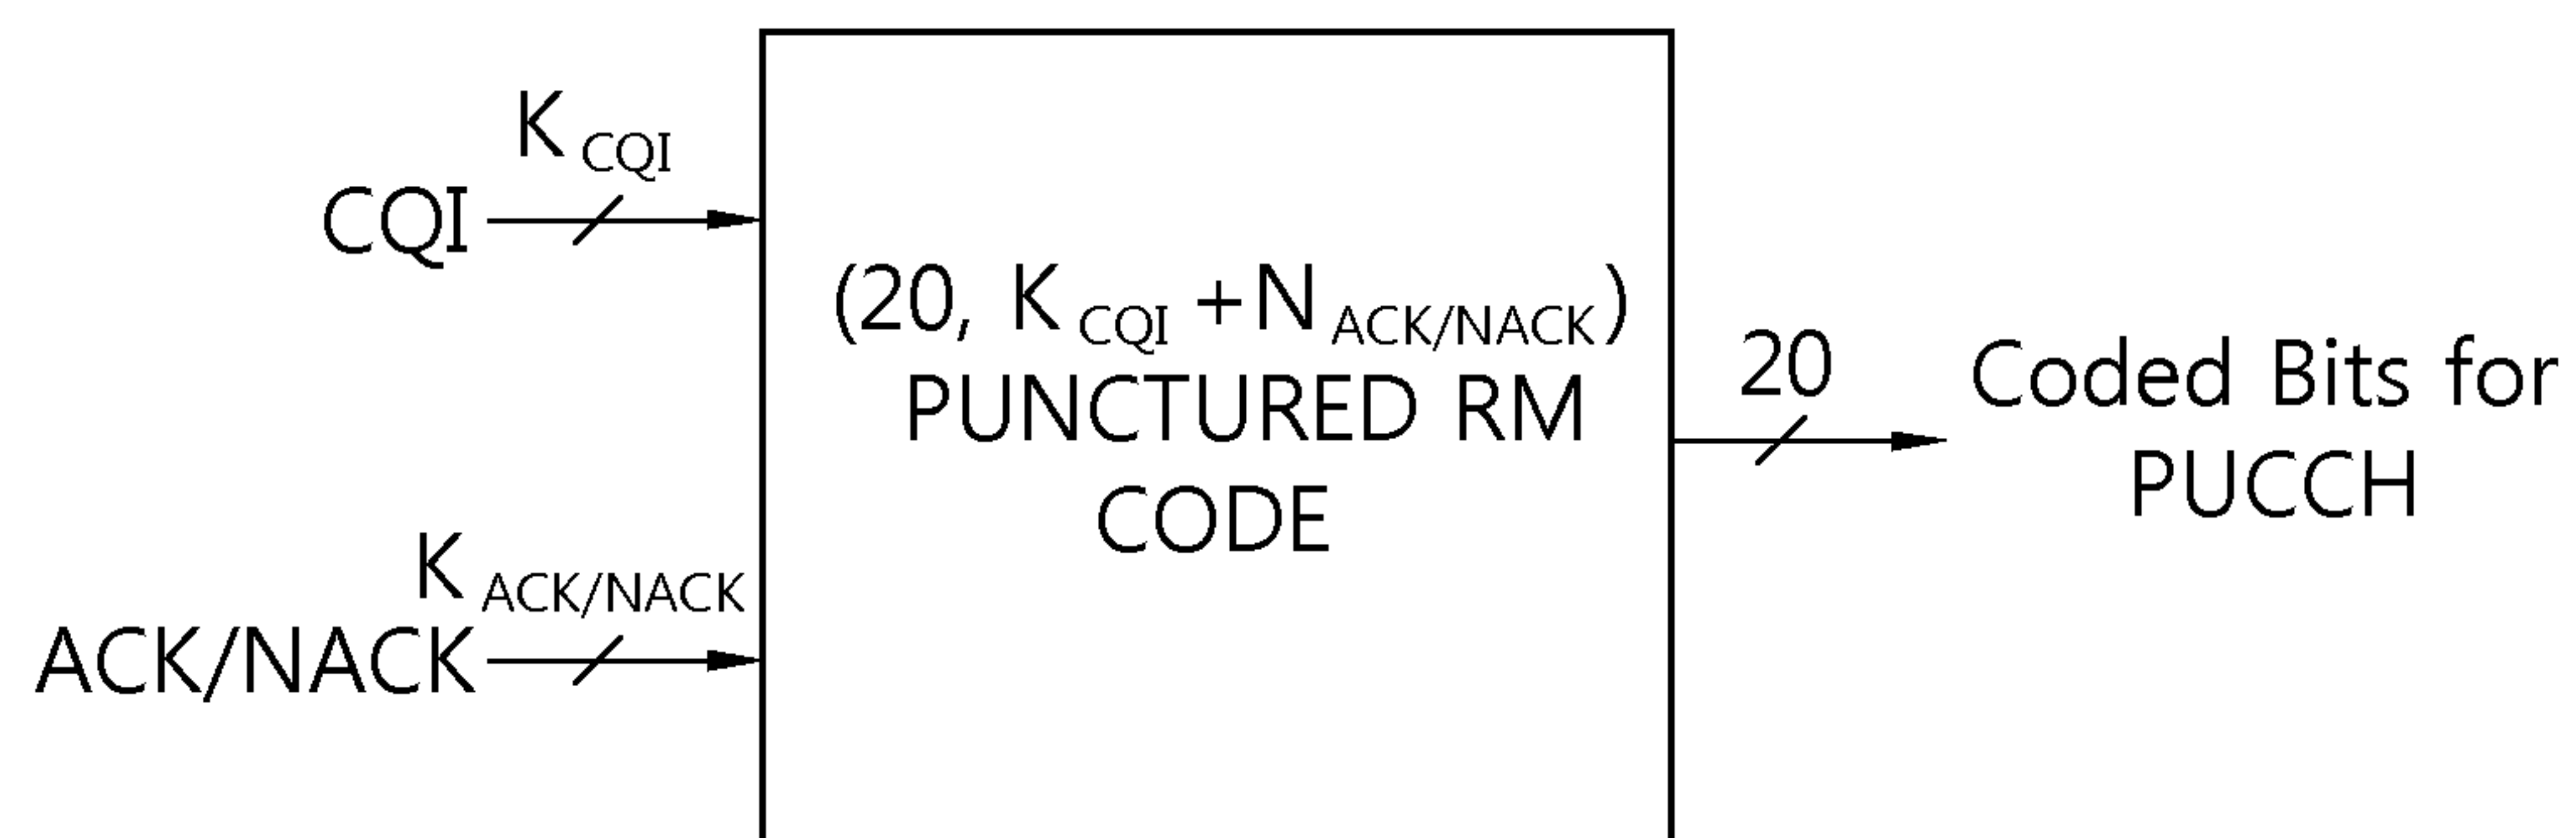 K CQI
CQI
(20, K CQI +N ACK/NACK)
PUNCTURED RM
CODE
K ACK/NACK
ACK/NACK
20
Coded Bits for
PUCCH